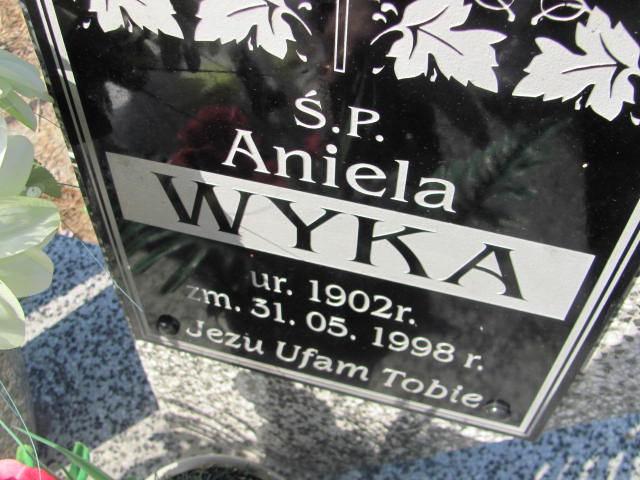 Ś.P.
Aniela
WYKA
ur. 1902r.
zm. 31. 05. 1998 r.
Jezu Ufam Tobie